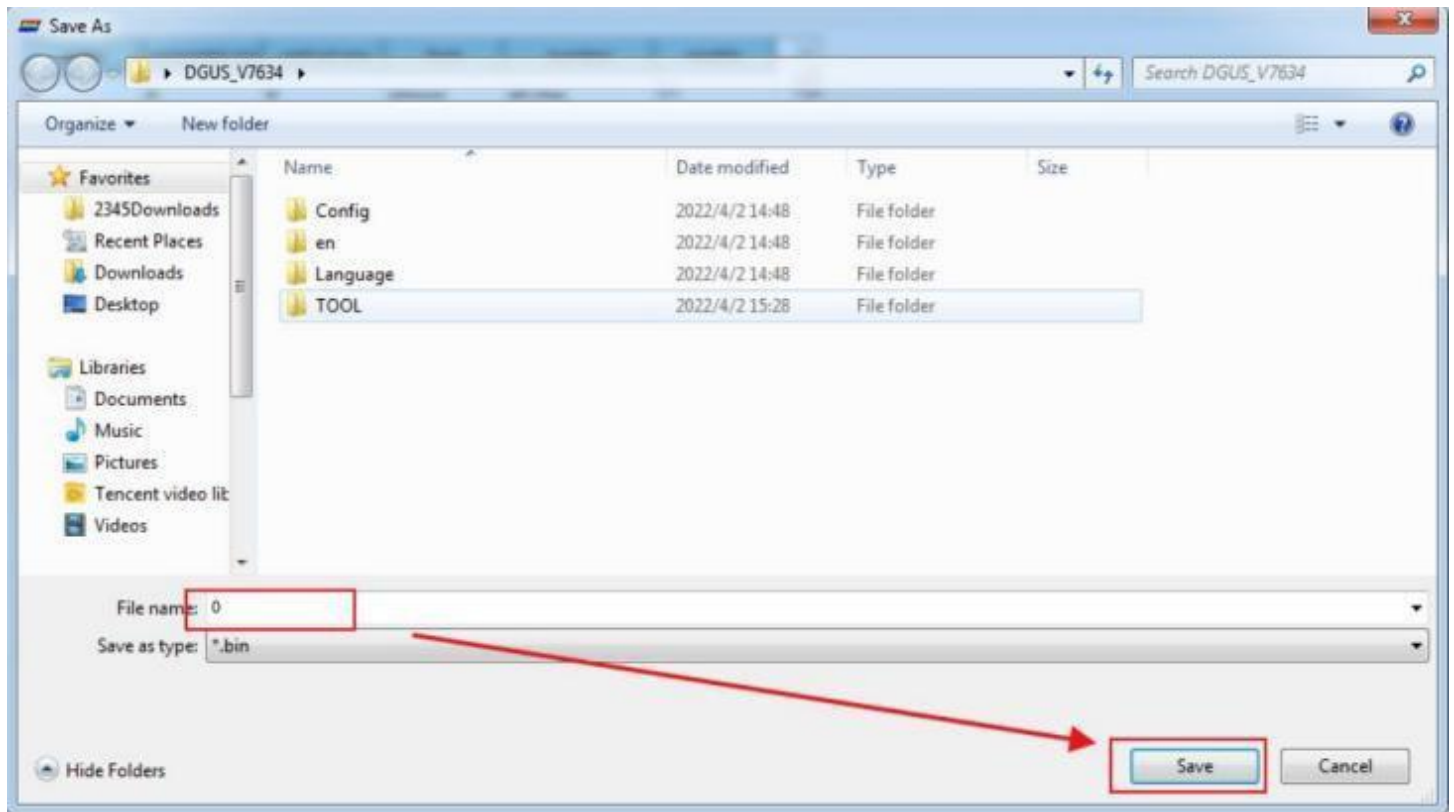 Save As
DGUS_V7634
Search DGUS_V7634
Organize
New folder
Name
Date modified
Type
Size
Favorites
2345Downloads
Recent Places
Downloads
Desktop
Libraries
Documents
Music
Pictures
Tencent video lib
Videos
Config
2022/4/2 14:48
File folder
en
2022/4/2 14:48
File folder
Language
2022/4/2 14:48
File folder
TOOL
2022/4/2 15:28
File folder
File name: 0
Save as type: *.bin
Hide Folders
Save
Cancel